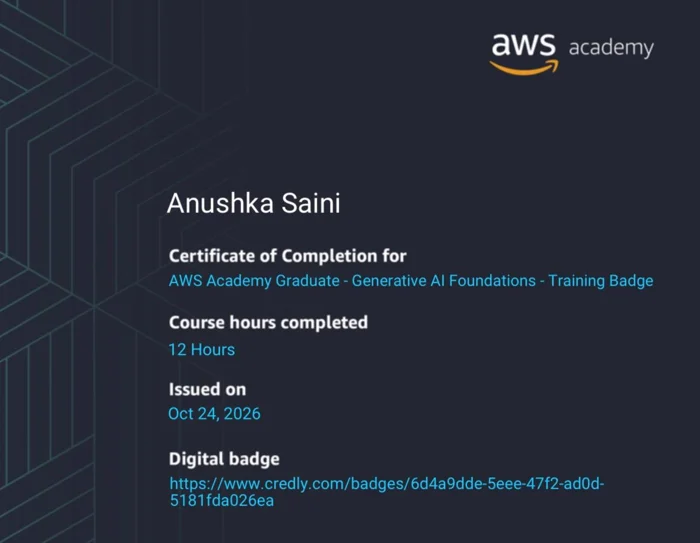 aws academy
Anushka Saini
Certificate of Completion for
AWS Academy Graduate - Generative AI Foundations - Training Badge
Course hours completed
12 Hours
Issued on
Oct 24, 2026
Digital badge
https://www.credly.com/badges/6d4a9dde-5eee-47f2-ad0d-
5181fda026ea